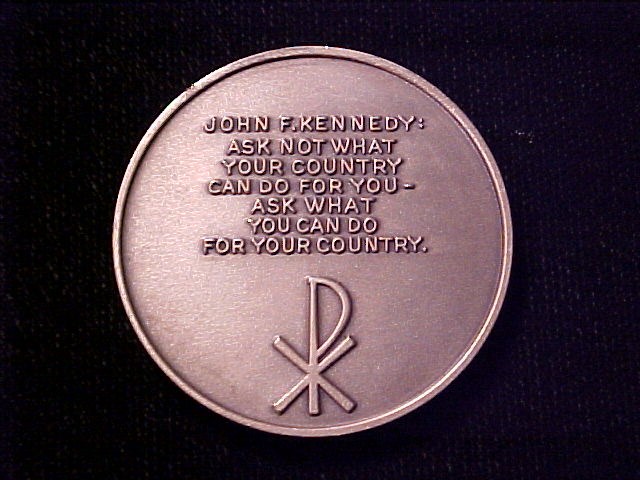 JOHN F. KENNEDY:
ASK NOT WHAT
YOUR COUNTRY
CAN DO FOR YOU -
ASK WHAT
YOU CAN DO
FOR YOUR COUNTRY.